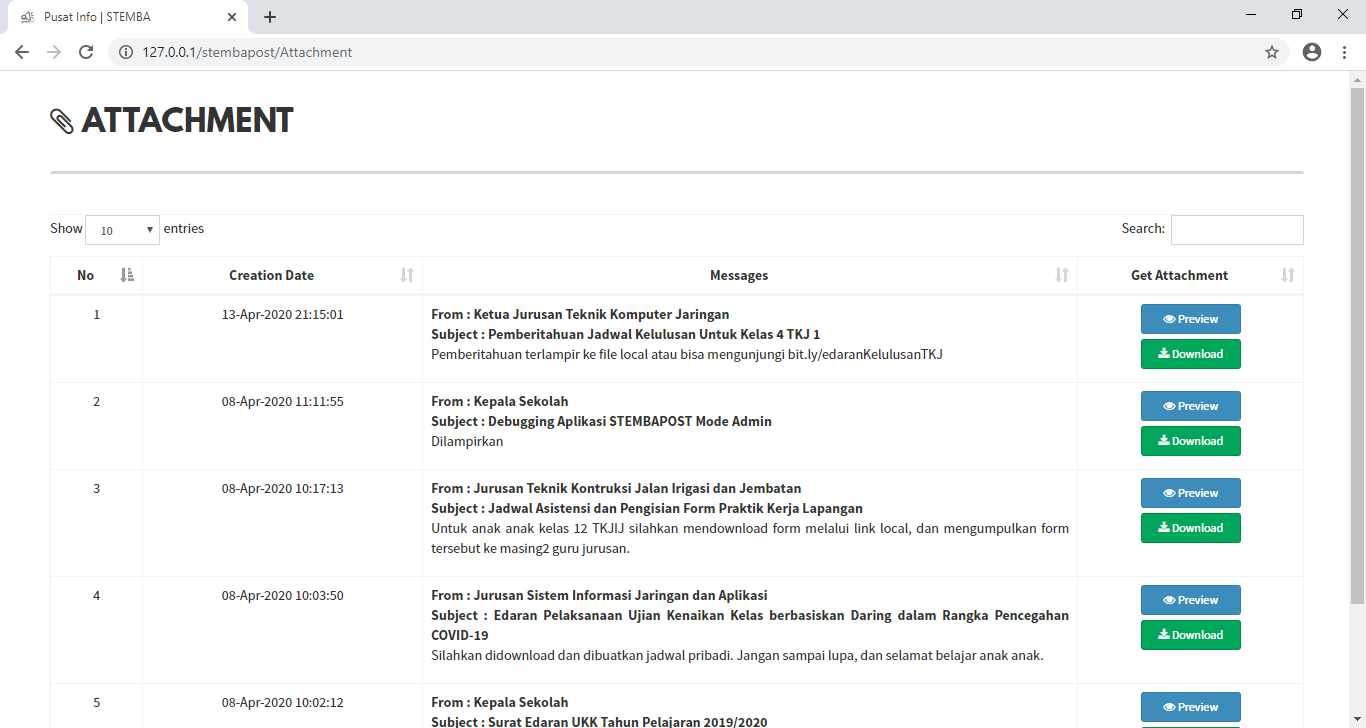 Pusat Info | STEMBA
127.0.0.1/stembapost/Attachment
ATTACHMENT
Show 10 entries
Search:
No Creation Date Messages Get Attachment
1 13-Apr-2020 21:15:01 From : Ketua Jurusan Teknik Komputer Jaringan Preview
Subject : Pemberitahuan Jadwal Kelulusan Untuk Kelas 4 TKJ 1
Pemberitahuan terlampir ke file local atau bisa mengunjungi bit.ly/edaranKelulusanTKJ Download
2 08-Apr-2020 11:11:55 From : Kepala Sekolah Preview
Subject : Debugging Aplikasi STEMBAPOST Mode Admin
Dilampirkan Download
3 08-Apr-2020 10:17:13 From : Jurusan Teknik Kontruksi Jalan Irigasi dan Jembatan Preview
Subject : Jadwal Asistensi dan Pengisian Form Praktik Kerja Lapangan
Untuk anak anak kelas 12 TKJIJ silahkan mendownload form melalui link local, dan mengumpulkan form Download
tersebut ke masing2 guru jurusan.
4 08-Apr-2020 10:03:50 From : Jurusan Sistem Informasi Jaringan dan Aplikasi Preview
Subject : Edaran Pelaksanaan Ujian Kenaikan Kelas berbasiskan Daring dalam Rangka Pencegahan
COVID-19 Download
Silahkan didownload dan dibuatkan jadwal pribadi. Jangan sampai lupa, dan selamat belajar anak anak.
5 08-Apr-2020 10:02:12 From : Kepala Sekolah Preview
Subject : Surat Edaran UKK Tahun Pelajaran 2019/2020